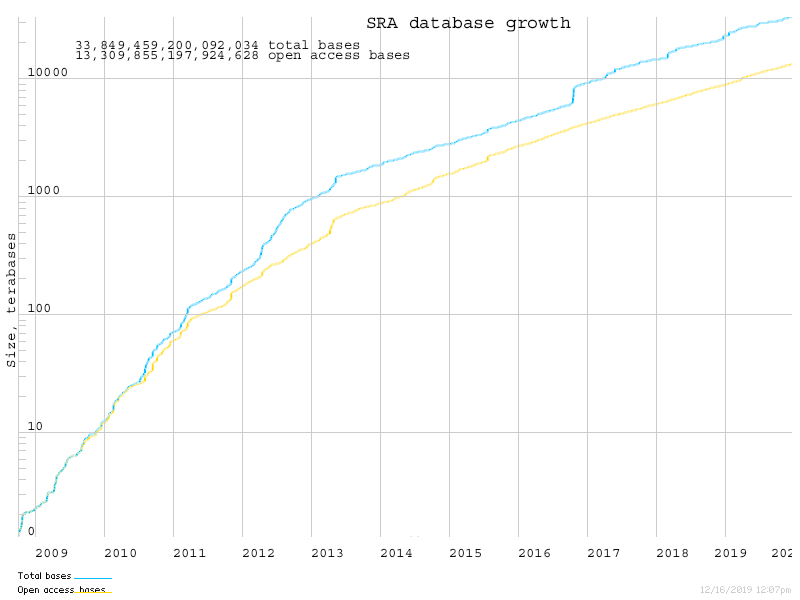 SRA database growth
33,849,459,200,092,034 total bases
13,309,855,197,924,628 open access bases
10000
1000
100
10
0
Size, terabases
2009 2010 2011 2012 2013 2014 2015 2016 2017 2018 2019 202
Total bases
Open access bases
12/16/2019 12:07pm